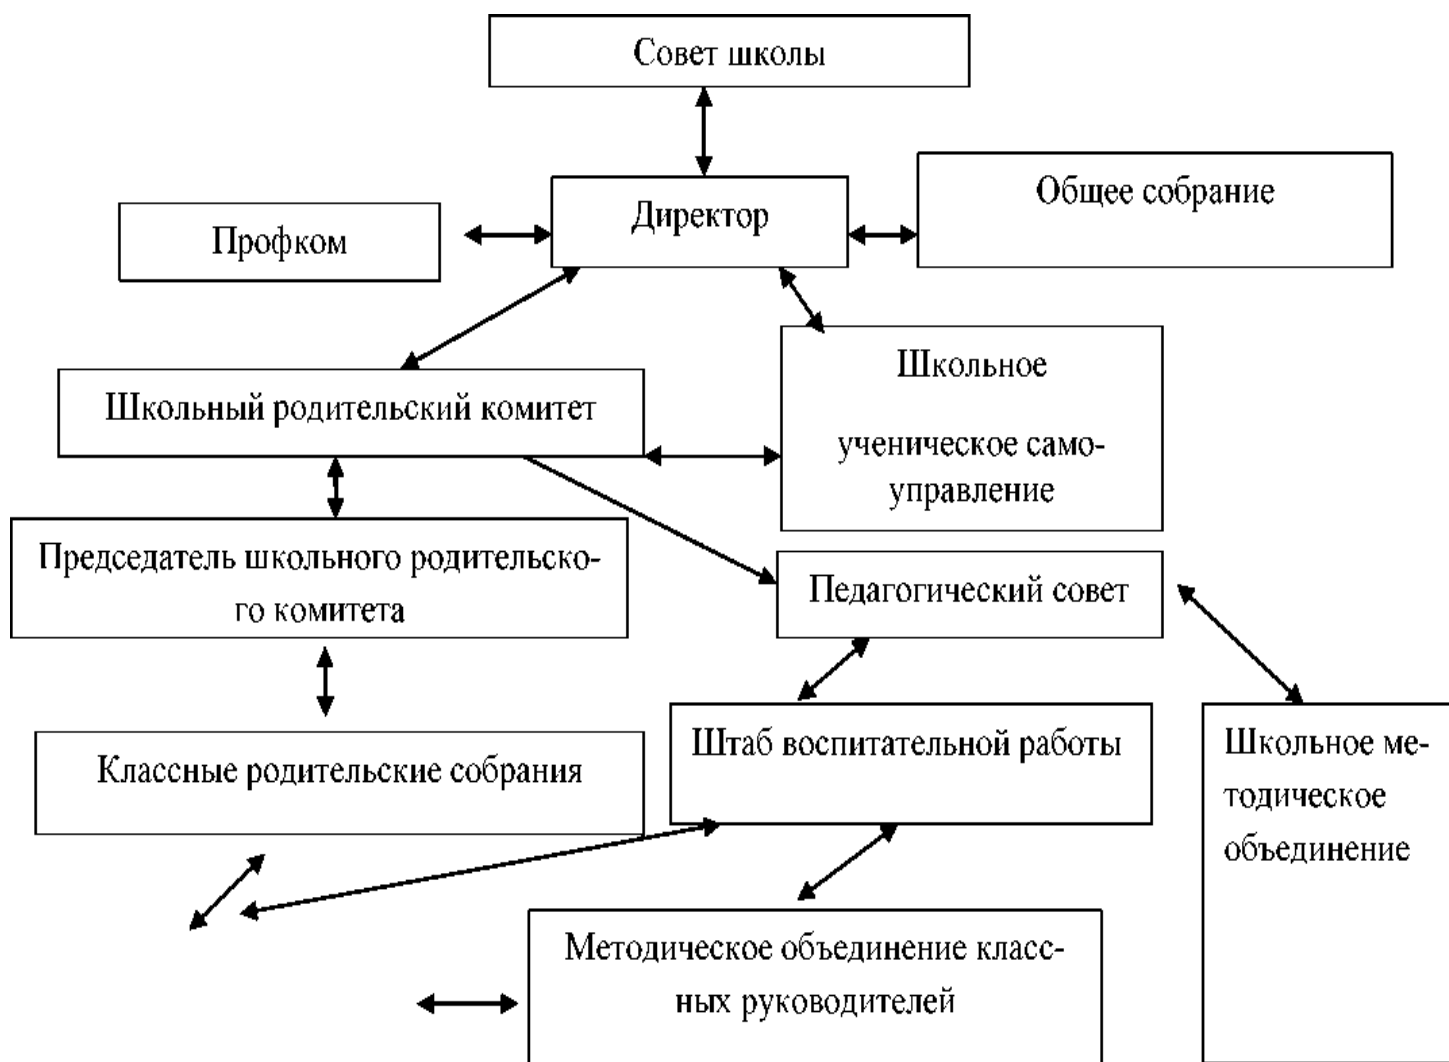 Совет школы
Общее собрание
Директор
Профком
Школьное
Школьный родительский комитет
ученическое само-
управление
Председатель школьного родительско-
го комитета
Педагогический совет
Штаб воспитательной работы
Школьное ме-
тодическое
объединение
Классные родительские собрания
Методическое объединение класс-
ных руководителей